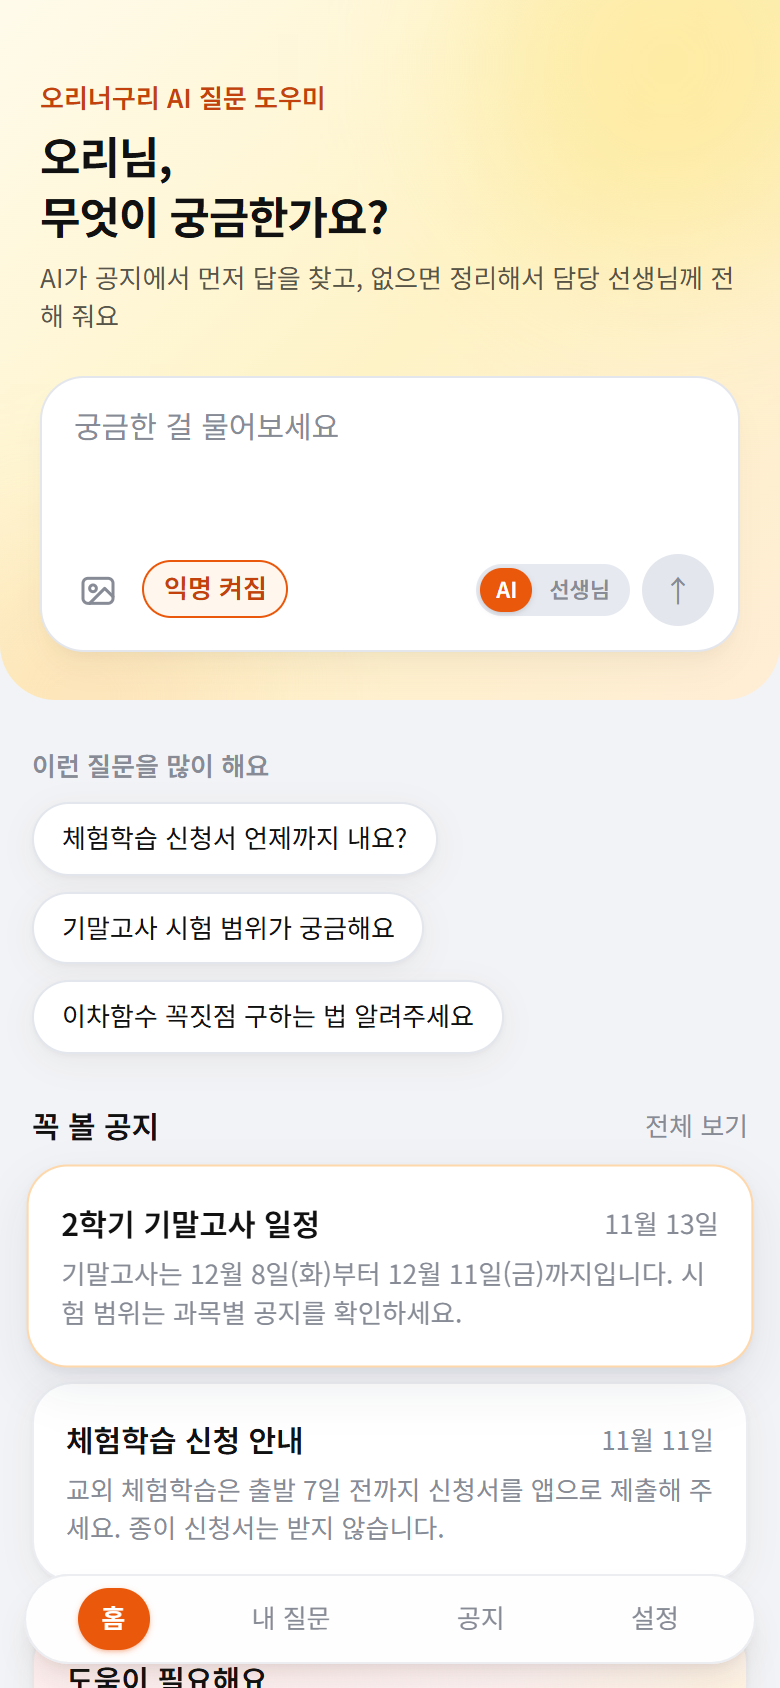 오리너구리 AI 질문 도우미
오리님,
무엇이 궁금한가요?
AI가 공지에서 먼저 답을 찾고, 없으면 정리해서 담당 선생님께 전
해 줘요
궁금한 걸 물어보세요
익명 켜짐
AI 선생님
이런 질문을 많이 해요
체험학습 신청서 언제까지 내요?
기말고사 시험 범위가 궁금해요
이차함수 꼭짓점 구하는 법 알려주세요
꼭 볼 공지 전체 보기
2학기 기말고사 일정 11월 13일
기말고사는 12월 8일(화)부터 12월 11일(금)까지입니다. 시
험 범위는 과목별 공지를 확인하세요.
체험학습 신청 안내 11월 11일
교외 체험학습은 출발 7일 전까지 신청서를 앱으로 제출해 주
세요. 종이 신청서는 받지 않습니다.
홈 내 질문 공지 설정
도움이 필요해요